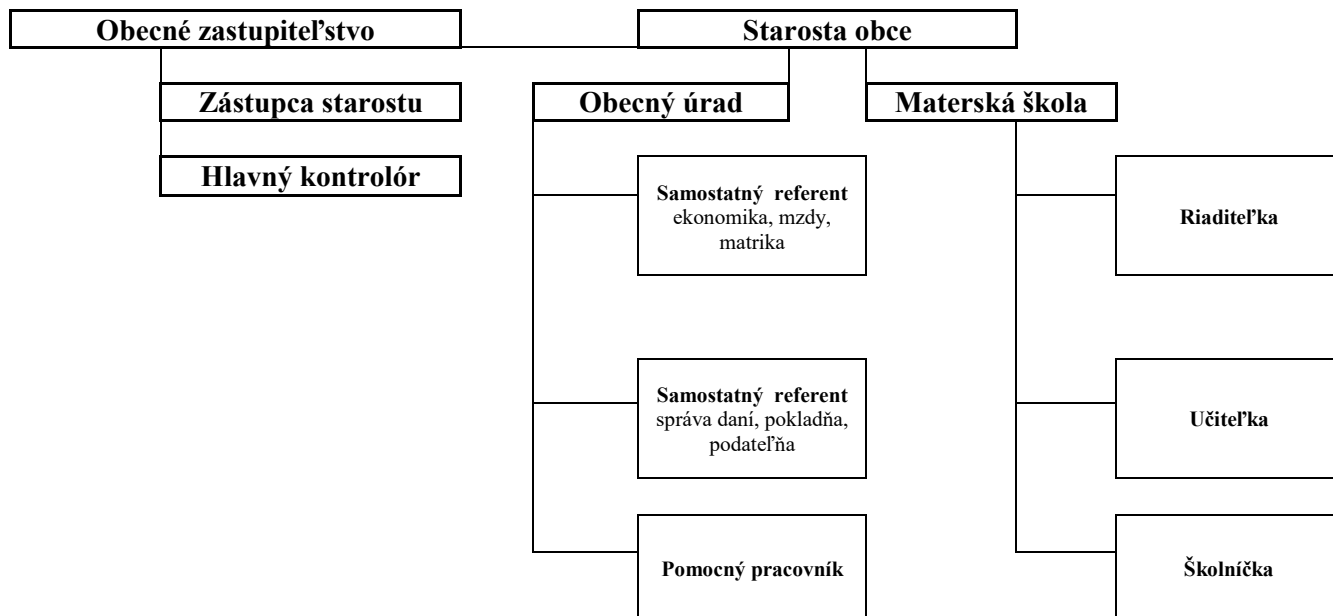 Obecné zastupiteľstvo
Starosta obce
Zástupca starostu
Obecný úrad
Materská škola
Hlavný kontrolór
Samostatný referent
ekonomika, mzdy,
matrika
Riaditeľka
Samostatný referent
správa daní, pokladňa,
podateľňa
Učiteľka
Pomocný pracovník
Školníčka